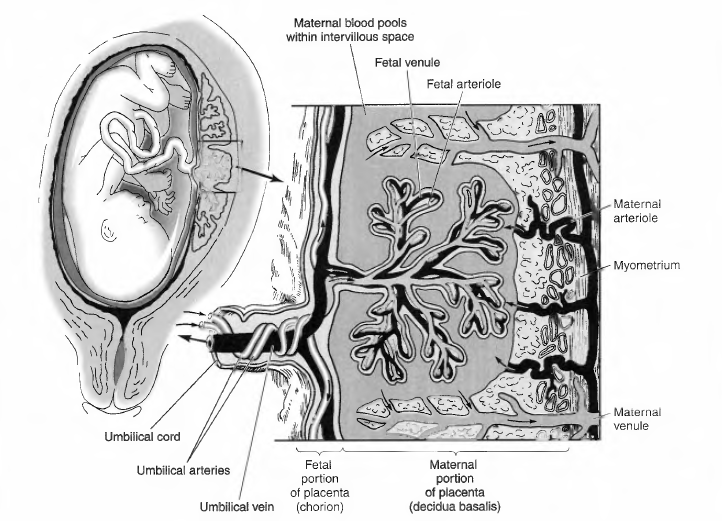 Maternal blood pools
within intervillous space
Fetal venule
Fetal arteriole
Maternal
arteriole
Myometrium
Maternal
venule
Umbilical cord
Umbilical arteries
Umbilical vein
Fetal
portion
of placenta
(chorion)
Maternal
portion
of placenta
(decidua basalis)